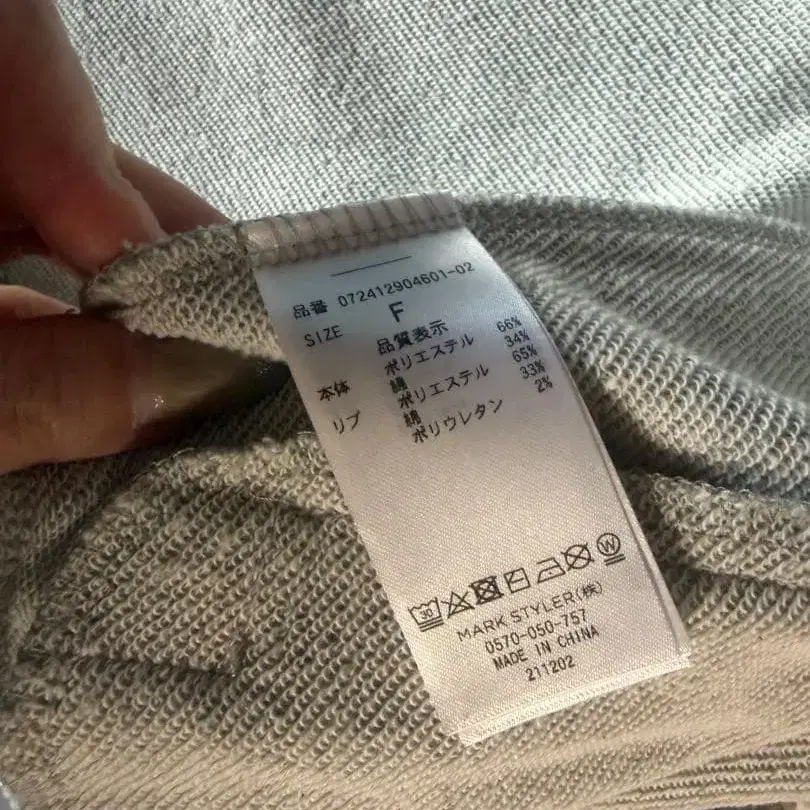 品番 072412904601-02
SIZE F
品質表示
本体 ポリエステル 66%
綿 34%
リブ ポリエステル 65%
綿 33%
ポリウレタン 2%
30 W
MARK STYLER(株)
0570-050-757
MADE IN CHINA
211202